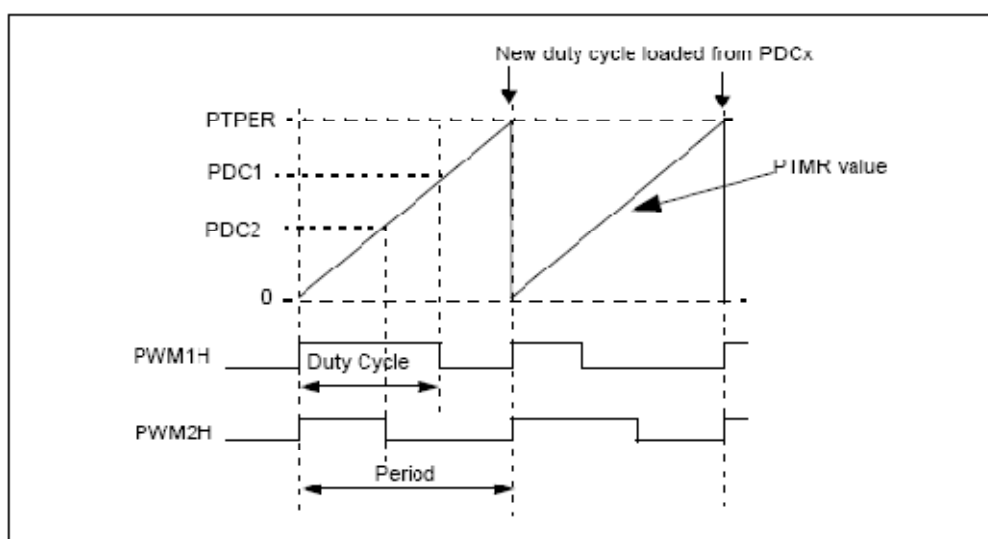 New duty cycle loaded from PDCx
PTPER
PDC1
PTMR value
PDC2
0
PWM1H
Duty Cycle
PWM2H
Period